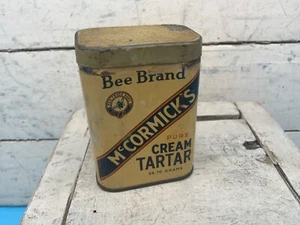 Bee Brand
McCORMICK'S
PURE
CREAM
TARTAR